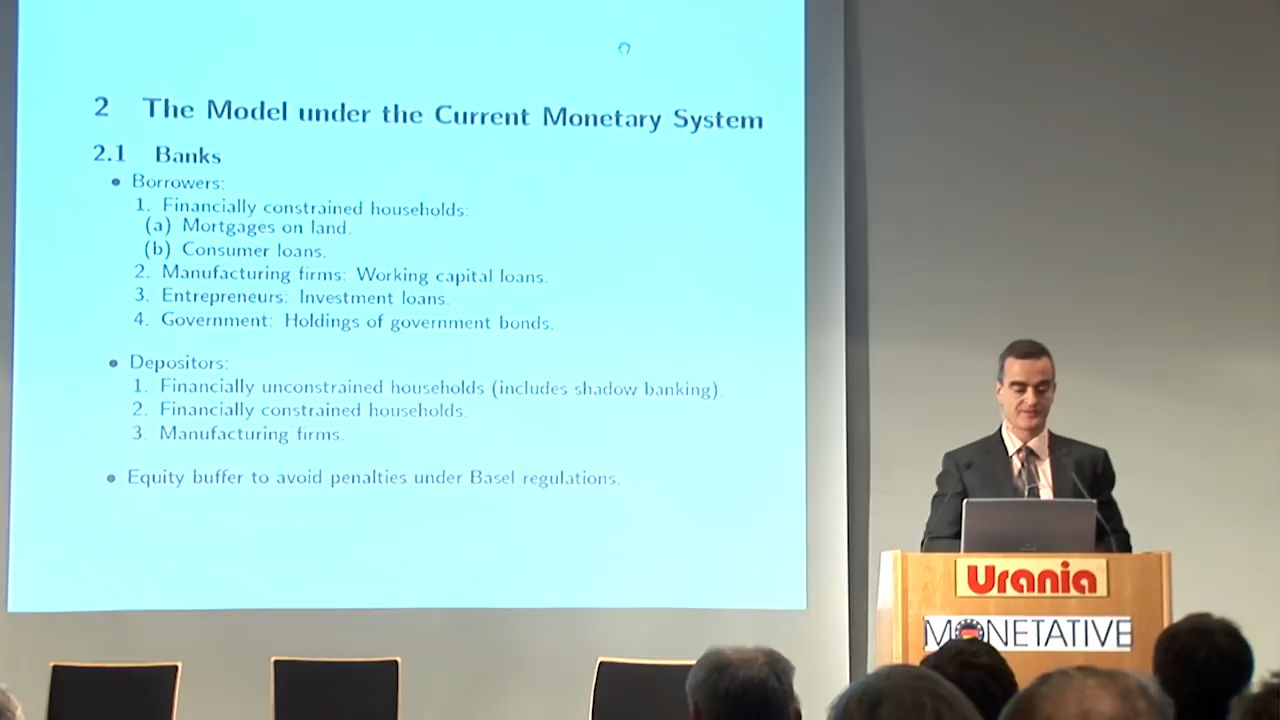 2 The Model under the Current Monetary System
2.1 Banks
• Borrowers:
1. Financially constrained households:
(a) Mortgages on land.
(b) Consumer loans.
2. Manufacturing firms: Working capital loans.
3. Entrepreneurs: Investment loans.
4. Government: Holdings of government bonds.
• Depositors:
1. Financially unconstrained households (includes shadow banking).
2. Financially constrained households.
3. Manufacturing firms.
• Equity buffer to avoid penalties under Basel regulations.
Urania
MONETATIVE